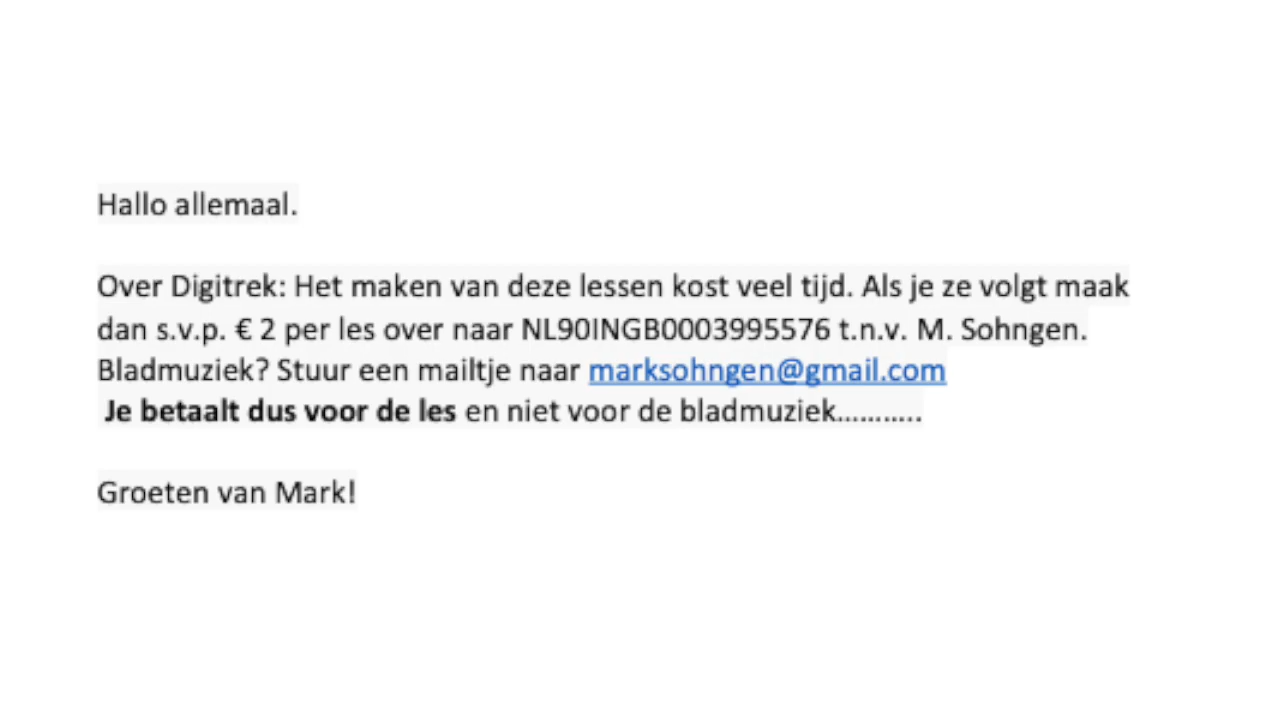 Hallo allemaal.
Over Digitrek: Het maken van deze lessen kost veel tijd. Als je ze volgt maak
dan s.v.p. € 2 per les over naar NL90INGB0003995576 t.n.v. M. Sohngen.
Bladmuziek? Stuur een mailtje naar marksohngen@gmail.com
Je betaalt dus voor de les en niet voor de bladmuziek………..
Groeten van Mark!